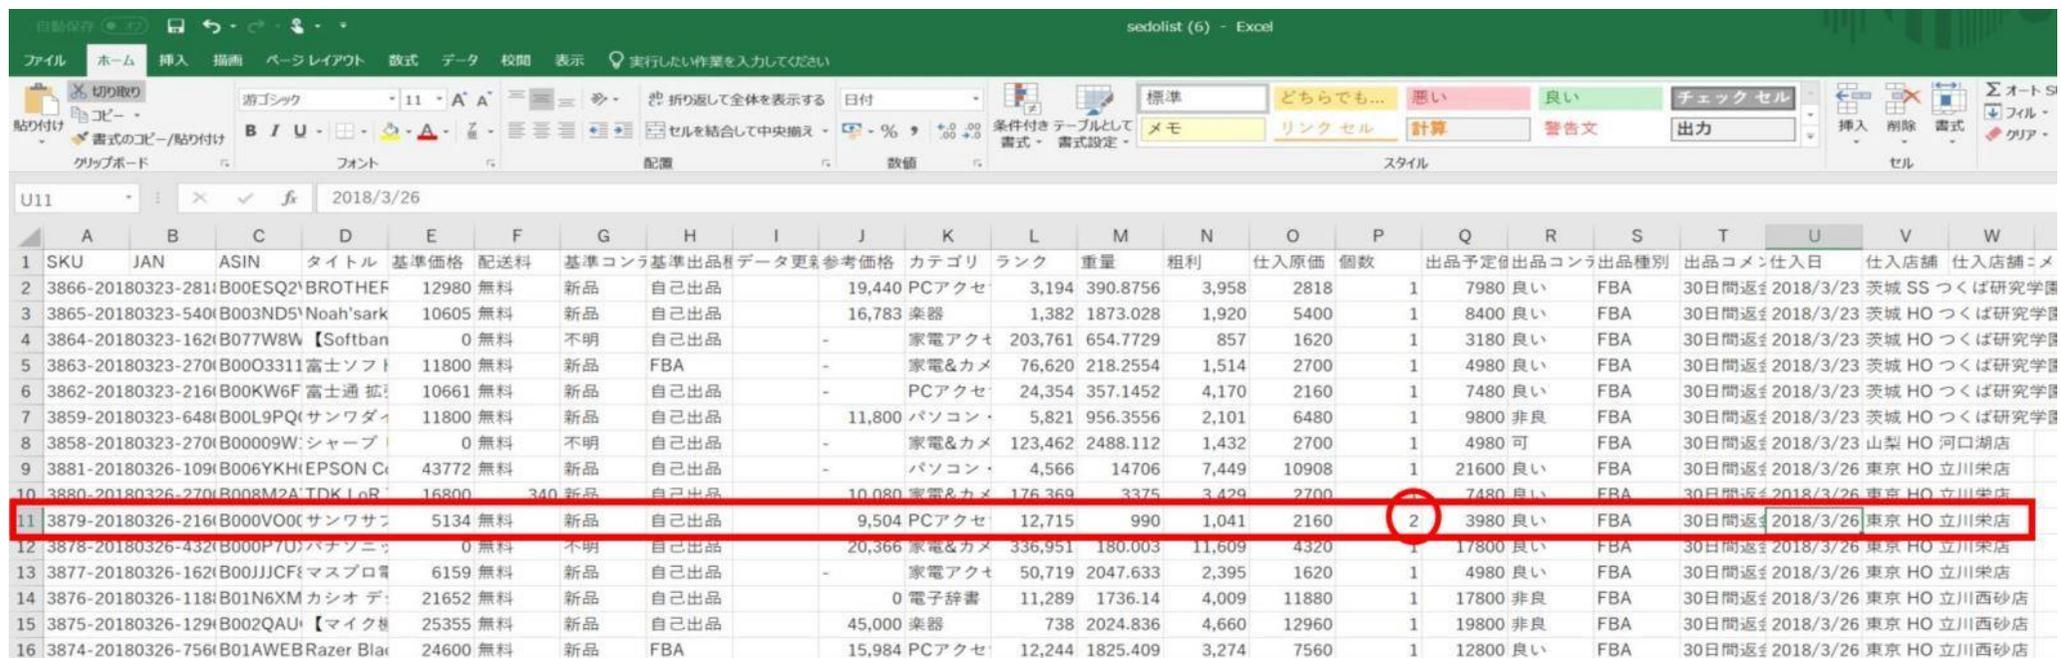 自動保存 オフ sedolist (6) - Excel
ファイル ホーム 挿入 描画 ページ レイアウト 数式 データ 校閲 表示 実行したい作業を入力してください
貼り付け 切り取り コピー 書式のコピー/貼り付け
クリップボード
游ゴシック 11 A A
B I U A
フォント
ab 折り返して全体を表示する
セルを結合して中央揃え
配置
日付
% , .0 .00 .00 .0
数値
条件付き書式 テーブルとして書式設定
標準 どちらでも... 悪い 良い チェック セル
メモ リンク セル 計算 警告文 出力
スタイル
挿入 削除 書式
セル
Σ オート SU
フィル
クリア
U11 fx 2018/3/26
A B C D E F G H I J K L M N O P Q R S T U V W
1 SKU JAN ASIN タイトル 基準価格 配送料 基準コンデ 基準出品種 データ更新 参考価格 カテゴリ ランク 重量 粗利 仕入原価 個数 出品予定価 出品コンデ 出品種別 出品コメン 仕入日 仕入店舗 仕入店舗コメ
2 3866-20180323-281 B00ESQ2 BROTHER 12980 無料 新品 自己出品 19,440 PCアクセ 3,194 390.8756 3,958 2818 1 7980 良い FBA 30日間返金 2018/3/23 茨城 SS つくば研究学園
3 3865-20180323-540 B003ND5 Noah'sark 10605 無料 新品 自己出品 16,783 楽器 1,382 1873.028 1,920 5400 1 8400 良い FBA 30日間返金 2018/3/23 茨城 HO つくば研究学園
4 3864-20180323-162 B077W8W 【Softban 0 無料 不明 自己出品 - 家電アクセ 203,761 654.7729 857 1620 1 3180 良い FBA 30日間返金 2018/3/23 茨城 HO つくば研究学園
5 3863-20180323-270 B00O3311 富士ソフト 11800 無料 新品 FBA - 家電&カメ 76,620 218.2554 1,514 2700 1 4980 良い FBA 30日間返金 2018/3/23 茨城 HO つくば研究学園
6 3862-20180323-216 B00KW6F 富士通 拡張 10661 無料 新品 自己出品 - PCアクセ 24,354 357.1452 4,170 2160 1 7480 良い FBA 30日間返金 2018/3/23 茨城 HO つくば研究学園
7 3859-20180323-648 B00L9PQ サンワダイ 11800 無料 新品 自己出品 11,800 パソコン・ 5,821 956.3556 2,101 6480 1 9800 非良 FBA 30日間返金 2018/3/23 茨城 HO つくば研究学園
8 3858-20180323-270 B00009W シャープ 0 無料 不明 自己出品 - 家電&カメ 123,462 2488.112 1,432 2700 1 4980 可 FBA 30日間返金 2018/3/23 山梨 HO 河口湖店
9 3881-20180326-109 B006YKH EPSON Co 43772 無料 新品 自己出品 - パソコン・ 4,566 14706 7,449 10908 1 21600 良い FBA 30日間返金 2018/3/26 東京 HO 立川栄店
10 3880-20180326-270 B008M2A TDK LoR 16800 340 新品 自己出品 10,080 家電&カメ 176,369 3375 3,429 2700 7480 良い FBA 30日間返金 2018/3/26 東京 HO 立川栄店
11 3879-20180326-216 B000VO0 サンワサプ 5134 無料 新品 自己出品 9,504 PCアクセ 12,715 990 1,041 2160 2 3980 良い FBA 30日間返金 2018/3/26 東京 HO 立川栄店
12 3878-20180326-432 B000P7U パナソニッ 0 無料 不明 自己出品 20,366 家電&カメ 336,951 180.003 11,609 4320 1 17800 良い FBA 30日間返金 2018/3/26 東京 HO 立川栄店
13 3877-20180326-162 B00JJJCF マスプロ電 6159 無料 新品 自己出品 - 家電アクセ 50,719 2047.633 2,395 1620 1 4980 良い FBA 30日間返金 2018/3/26 東京 HO 立川栄店
14 3876-20180326-118 B01N6XM カシオ デ 21652 無料 新品 自己出品 0 電子辞書 11,289 1736.14 4,009 11880 1 17800 非良 FBA 30日間返金 2018/3/26 東京 HO 立川西砂店
15 3875-20180326-129 B002QAU 【マイク機 25355 無料 新品 自己出品 45,000 楽器 738 2024.836 4,660 12960 1 19800 非良 FBA 30日間返金 2018/3/26 東京 HO 立川西砂店
16 3874-20180326-756 B01AWEB Razer Blac 24600 無料 新品 FBA 15,984 PCアクセ 12,244 1825.409 3,274 7560 1 12800 良い FBA 30日間返金 2018/3/26 東京 HO 立川西砂店